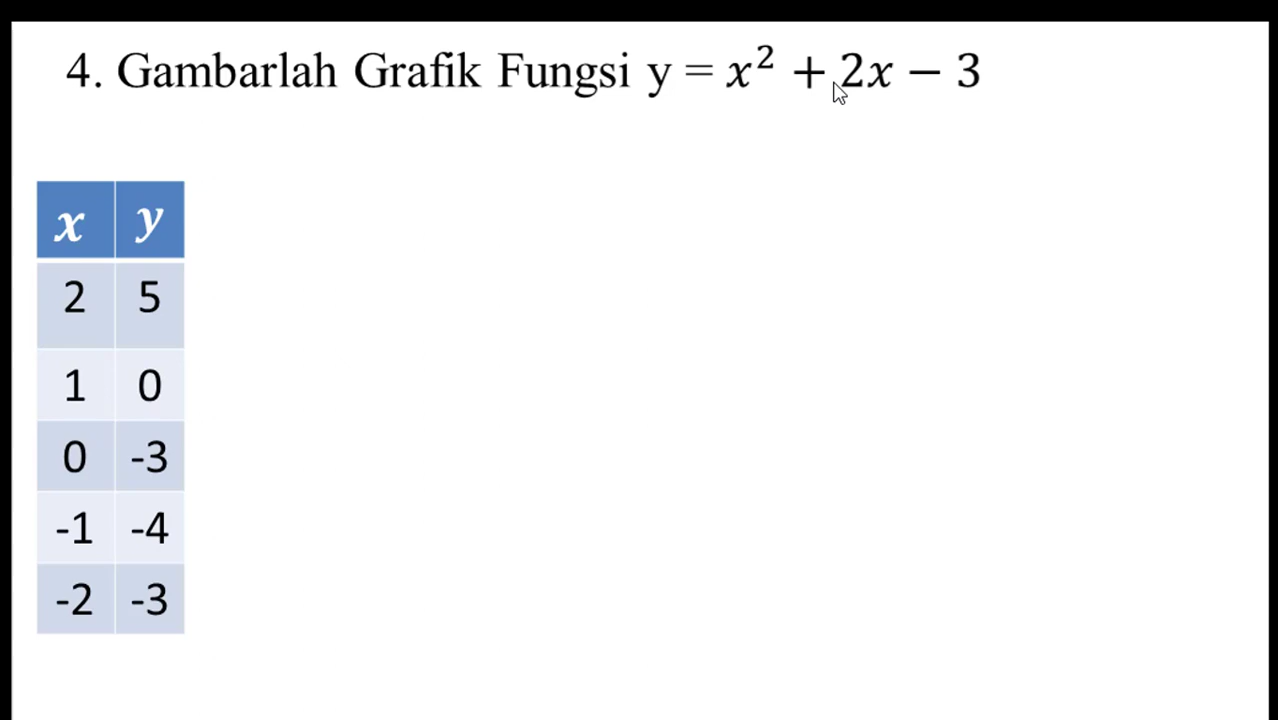 4. Gambarlah Grafik Fungsi y = x² + 2x − 3
x y
2 5
1 0
0 -3
-1 -4
-2 -3